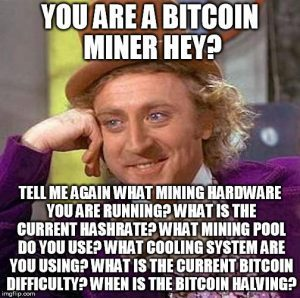 YOU ARE A BITCOIN
MINER HEY?
TELL ME AGAIN WHAT MINING HARDWARE
YOU ARE RUNNING? WHAT IS THE
CURRENT HASHRATE? WHAT MINING POOL
DO YOU USE? WHAT COOLING SYSTEM ARE
YOU USING? WHAT IS THE CURRENT BITCOIN
DIFFICULTY? WHEN IS THE BITCOIN HALVING?
imgflip.com